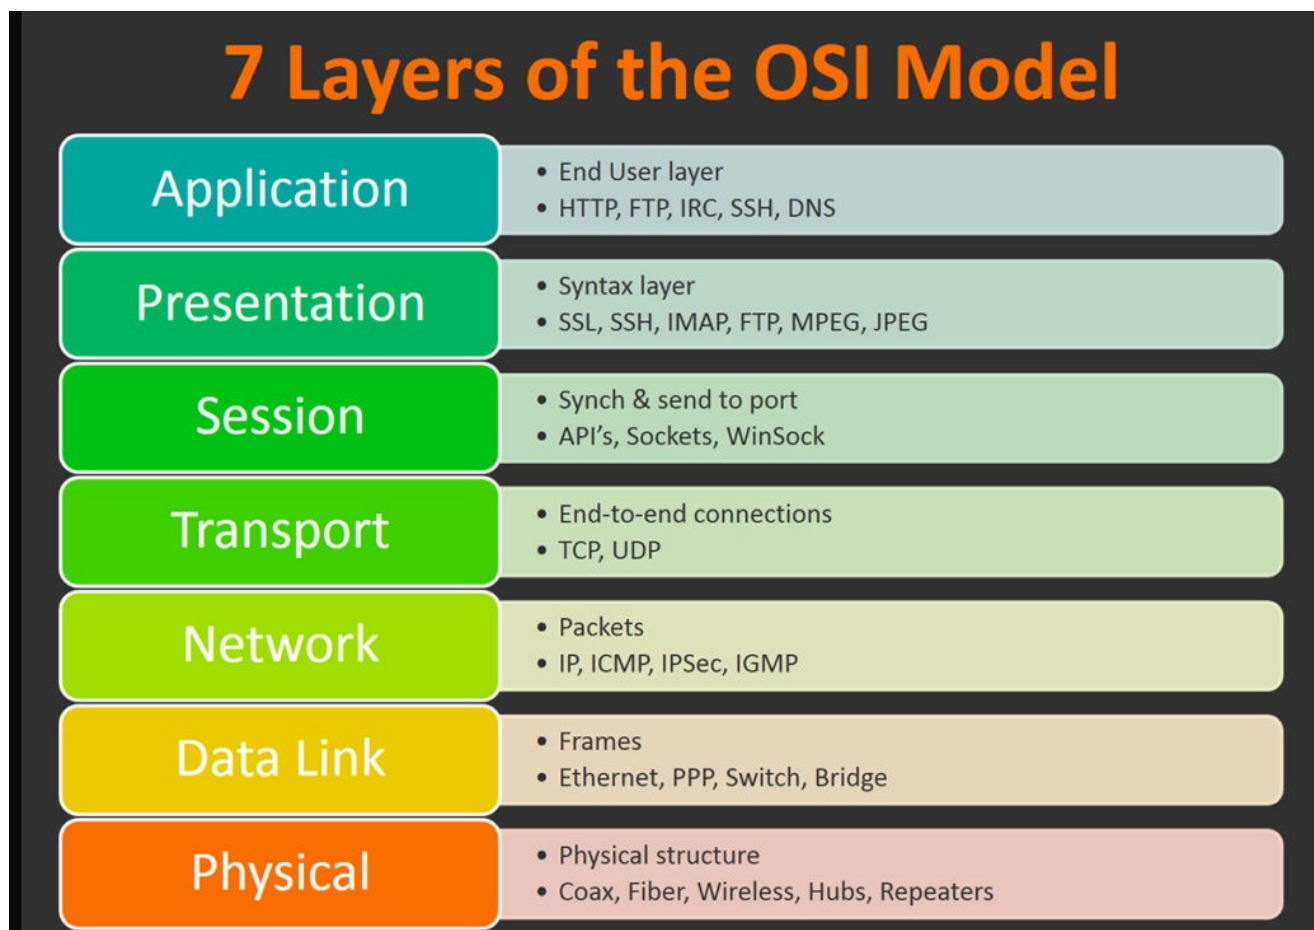 7 Layers of the OSI Model
Application
• End User layer
• HTTP, FTP, IRC, SSH, DNS
Presentation
• Syntax layer
• SSL, SSH, IMAP, FTP, MPEG, JPEG
Session
• Synch & send to port
• API’s, Sockets, WinSock
Transport
• End-to-end connections
• TCP, UDP
Network
• Packets
• IP, ICMP, IPSec, IGMP
Data Link
• Frames
• Ethernet, PPP, Switch, Bridge
Physical
• Physical structure
• Coax, Fiber, Wireless, Hubs, Repeaters